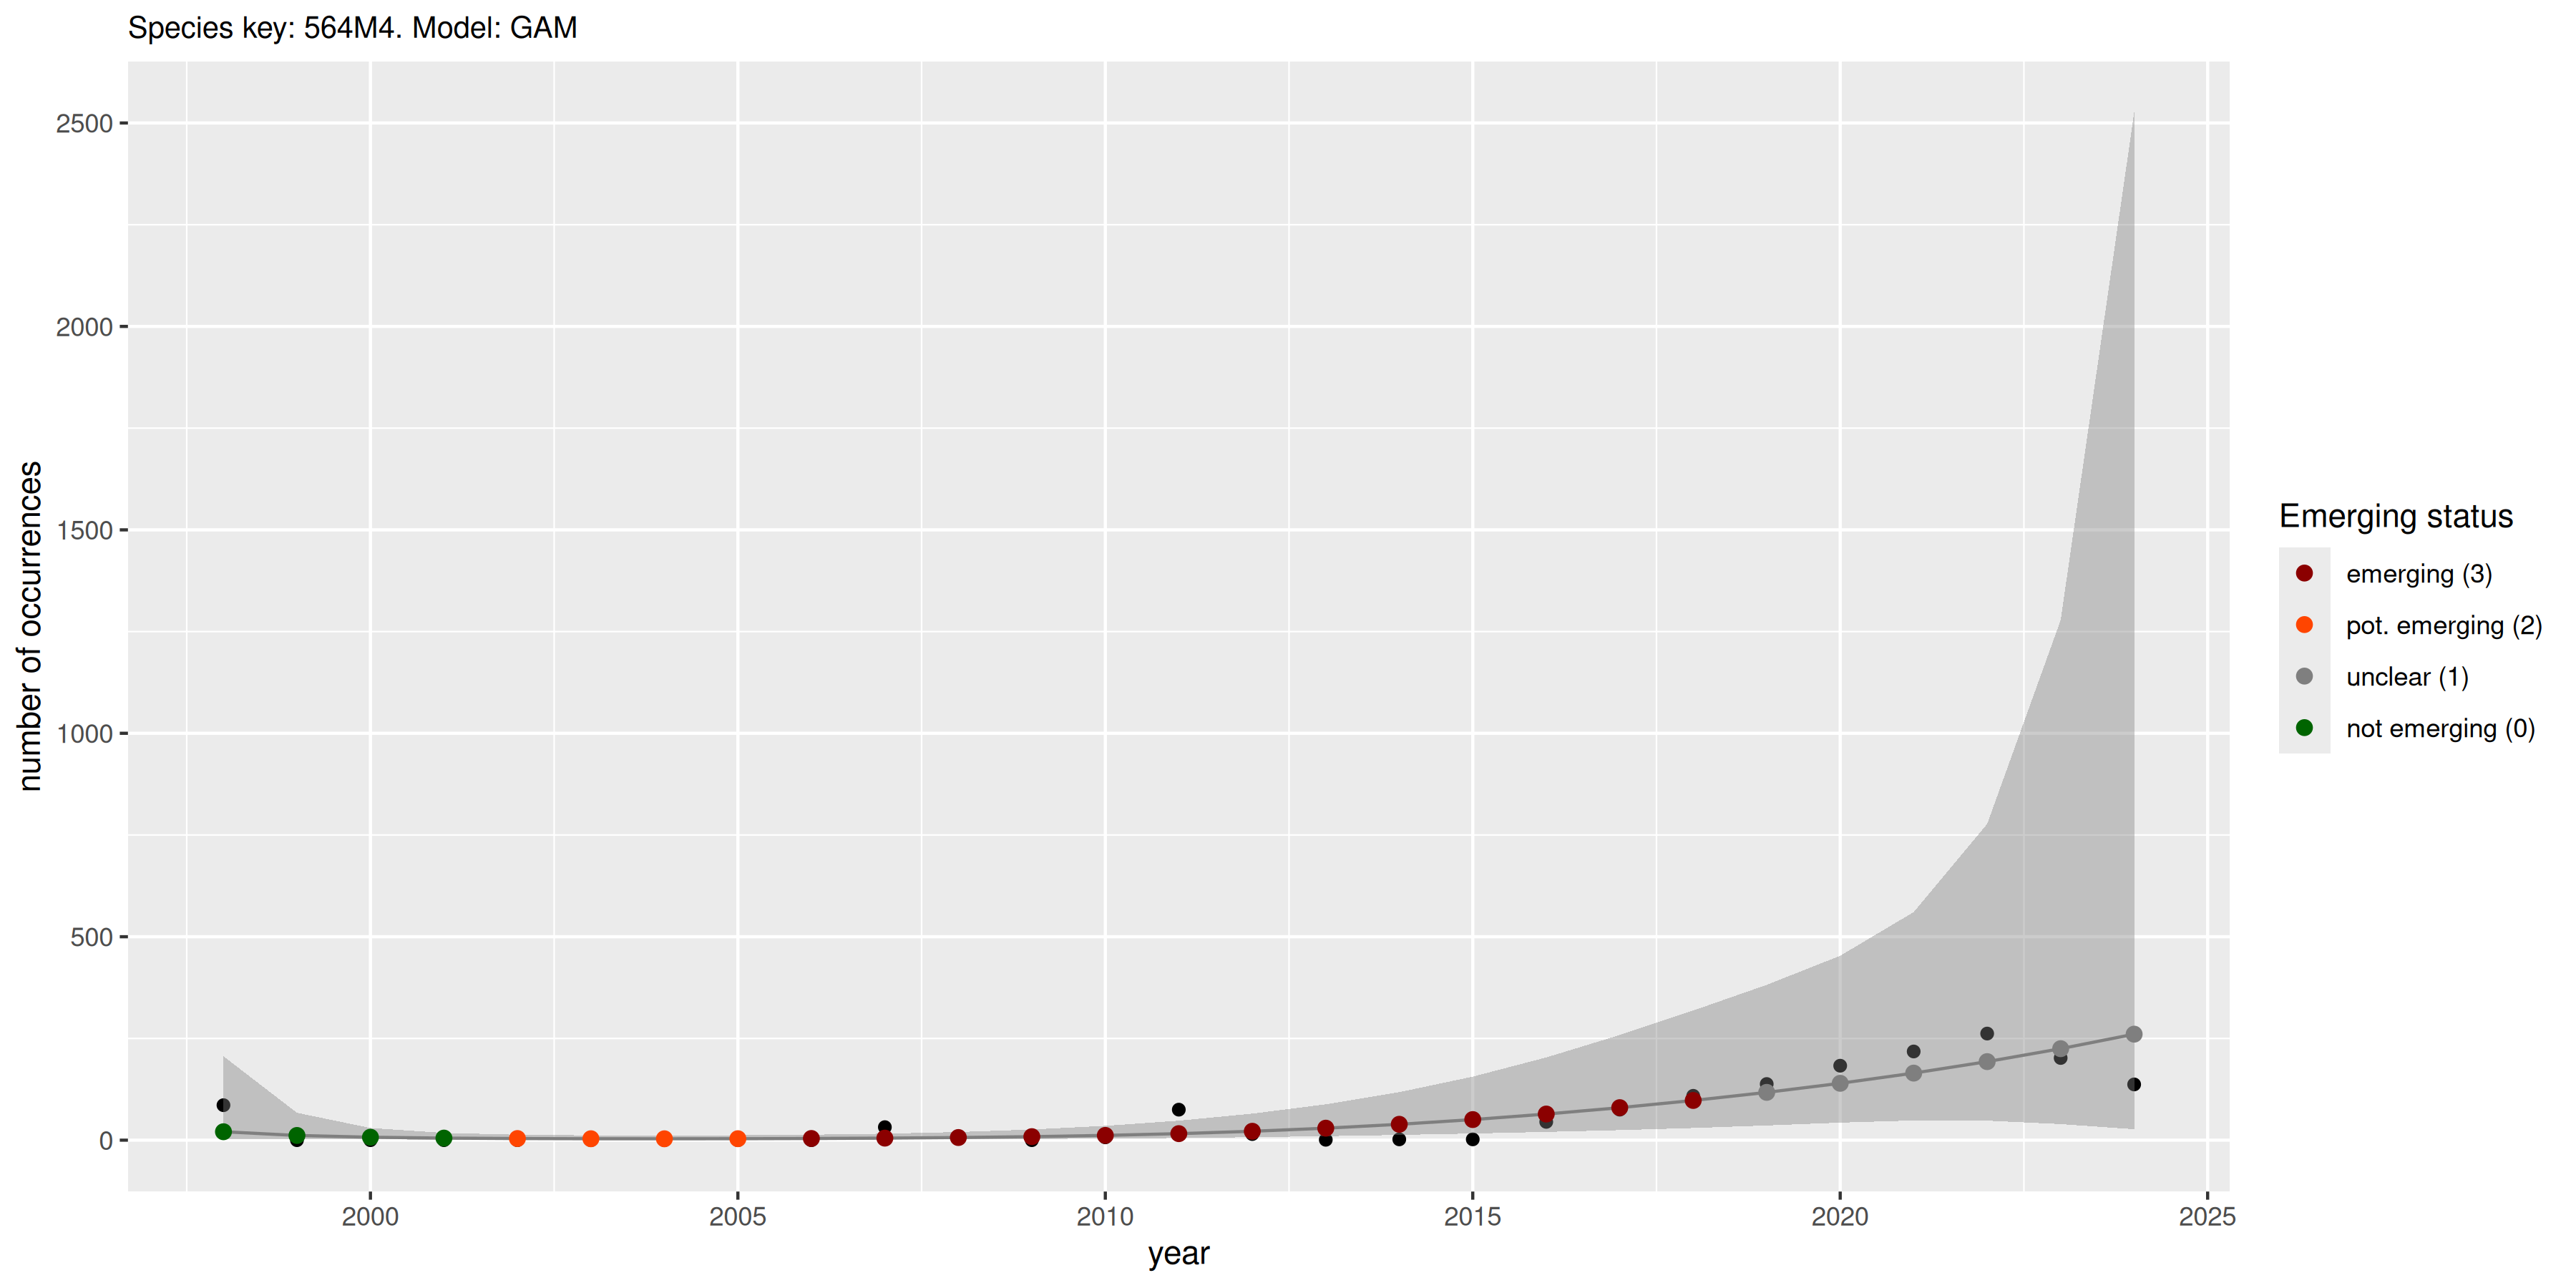 Species key: 564M4. Model: GAM
2500
2000
1500
1000
500
0
number of occurrences
2000
2005
2010
2015
2020
2025
year
Emerging status
emerging (3)
pot. emerging (2)
unclear (1)
not emerging (0)